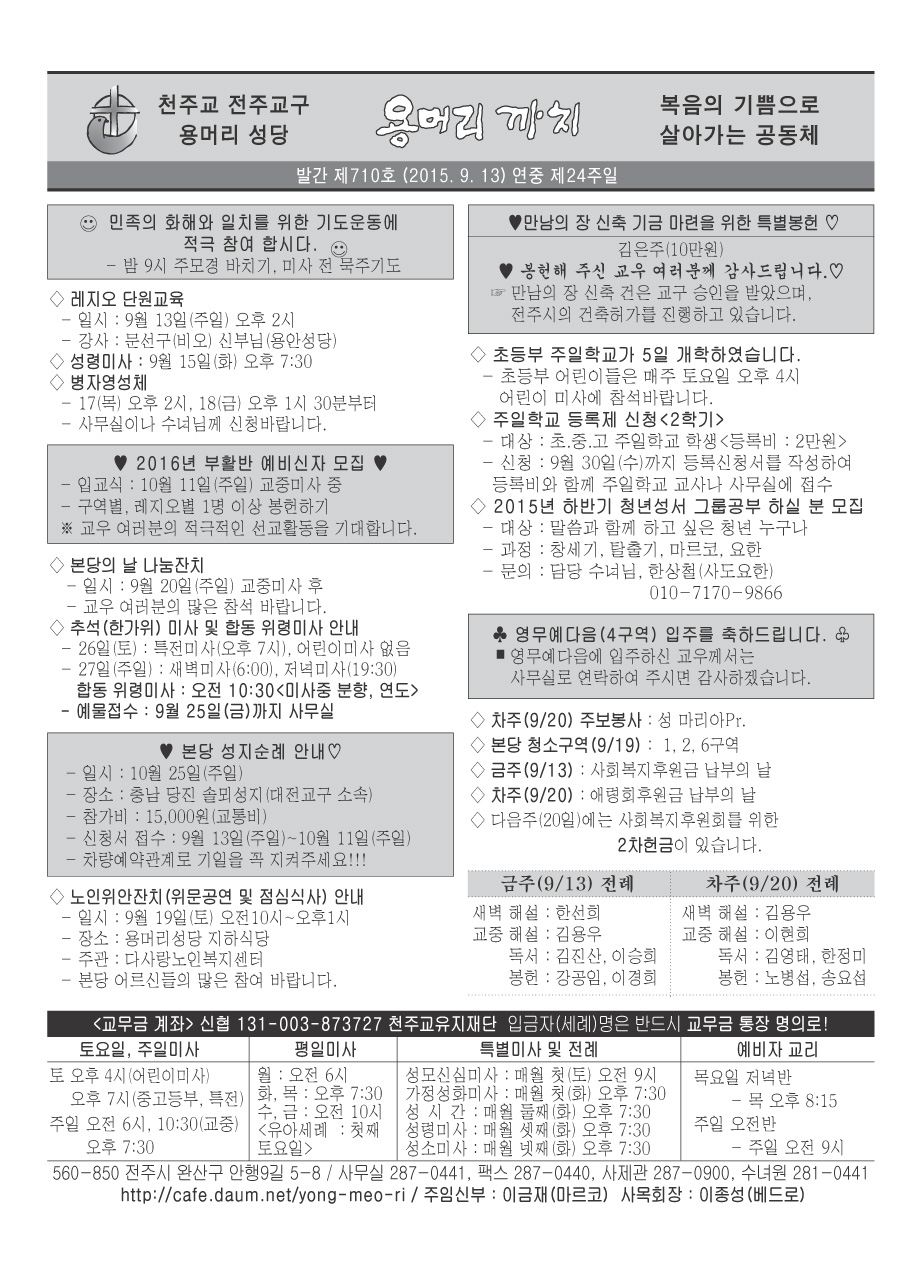 천주교 전주교구
용머리 성당
용머리 까치
복음의 기쁨으로
살아가는 공동체
발간 제710호 (2015. 9. 13) 연중 제24주일
☺ 민족의 화해와 일치를 위한 기도운동에
적극 참여 합시다. ☺
- 밤 9시 주모경 바치기, 미사 전 묵주기도
◇ 레지오 단원교육
- 일시 : 9월 13일(주일) 오후 2시
- 강사 : 문선구(비오) 신부님(용안성당)
◇ 성령미사 : 9월 15일(화) 오후 7:30
◇ 병자영성체
- 17(목) 오후 2시, 18(금) 오후 1시 30분부터
- 사무실이나 수녀님께 신청바랍니다.
♥ 2016년 부활반 예비신자 모집 ♥
- 입교식 : 10월 11일(주일) 교중미사 중
- 구역별, 레지오별 1명 이상 봉헌하기
※ 교우 여러분의 적극적인 선교활동을 기대합니다.
◇ 본당의 날 나눔잔치
- 일시 : 9월 20일(주일) 교중미사 후
- 교우 여러분의 많은 참석 바랍니다.
◇ 추석(한가위) 미사 및 합동 위령미사 안내
- 26일(토) : 특전미사(오후 7시), 어린이미사 없음
- 27일(주일) : 새벽미사(6:00), 저녁미사(19:30)
합동 위령미사 : 오전 10:30<미사중 분향, 연도>
- 예물접수 : 9월 25일(금)까지 사무실
♥ 본당 성지순례 안내♡
- 일시 : 10월 25일(주일)
- 장소 : 충남 당진 솔뫼성지(대전교구 소속)
- 참가비 : 15,000원(교통비)
- 신청서 접수 : 9월 13일(주일)~10월 11일(주일)
- 차량예약관계로 기일을 꼭 지켜주세요!!!
◇ 노인위안잔치(위문공연 및 점심식사) 안내
- 일시 : 9월 19일(토) 오전10시~오후1시
- 장소 : 용머리성당 지하식당
- 주관 : 다사랑노인복지센터
- 본당 어르신들의 많은 참여 바랍니다.
♥만남의 장 신축 기금 마련을 위한 특별봉헌 ♡
김은주(10만원)
♥ 봉헌해 주신 교우 여러분께 감사드립니다.♡
☞ 만남의 장 신축 건은 교구 승인을 받았으며,
전주시의 건축허가를 진행하고 있습니다.
◇ 초등부 주일학교가 5일 개학하였습니다.
- 초등부 어린이들은 매주 토요일 오후 4시
어린이 미사에 참석바랍니다.
◇ 주일학교 등록제 신청<2학기>
- 대상 : 초.중.고 주일학교 학생<등록비 : 2만원>
- 신청 : 9월 30일(수)까지 등록신청서를 작성하여
등록비와 함께 주일학교 교사나 사무실에 접수
◇ 2015년 하반기 청년성서 그룹공부 하실 분 모집
- 대상 : 말씀과 함께 하고 싶은 청년 누구나
- 과정 : 창세기, 탈출기, 마르코, 요한
- 문의 : 담당 수녀님, 한상철(사도요한)
010-7170-9866
♣ 영무예다음(4구역) 입주를 축하드립니다. ♧
■ 영무예다음에 입주하신 교우께서는
사무실로 연락하여 주시면 감사하겠습니다.
◇ 차주(9/20) 주보봉사 : 성 마리아Pr.
◇ 본당 청소구역(9/19) : 1, 2, 6구역
◇ 금주(9/13) : 사회복지후원금 납부의 날
◇ 차주(9/20) : 애령회후원금 납부의 날
◇ 다음주(20일)에는 사회복지후원회를 위한
2차헌금이 있습니다.
금주(9/13) 전례
새벽 해설 : 한선희
교중 해설 : 김용우
독서 : 김진산, 이승희
봉헌 : 강공임, 이경희
차주(9/20) 전례
새벽 해설 : 김용우
교중 해설 : 이현희
독서 : 김영태, 한정미
봉헌 : 노병섭, 송요섭
<교무금 계좌> 신협 131-003-873727 천주교유지재단 입금자(세례)명은 반드시 교무금 통장 명의로!
토요일, 주일미사
토 오후 4시(어린이미사)
오후 7시(중고등부, 특전)
주일 오전 6시, 10:30(교중)
오후 7:30
평일미사
월 : 오전 6시
화, 목 : 오후 7:30
수, 금 : 오전 10시
<유아세례 : 첫째
토요일>
특별미사 및 전례
성모신심미사 : 매월 첫(토) 오전 9시
가정성화미사 : 매월 첫(화) 오후 7:30
성 시 간 : 매월 둘째(화) 오후 7:30
성령미사 : 매월 셋째(화) 오후 7:30
성소미사 : 매월 넷째(화) 오후 7:30
예비자 교리
목요일 저녁반
- 목 오후 8:15
주일 오전반
- 주일 오전 9시
560-850 전주시 완산구 안행9길 5-8 / 사무실 287-0441, 팩스 287-0440, 사제관 287-0900, 수녀원 281-0441
http://cafe.daum.net/yong-meo-ri / 주임신부 : 이금재(마르코) 사목회장 : 이종성(베드로)